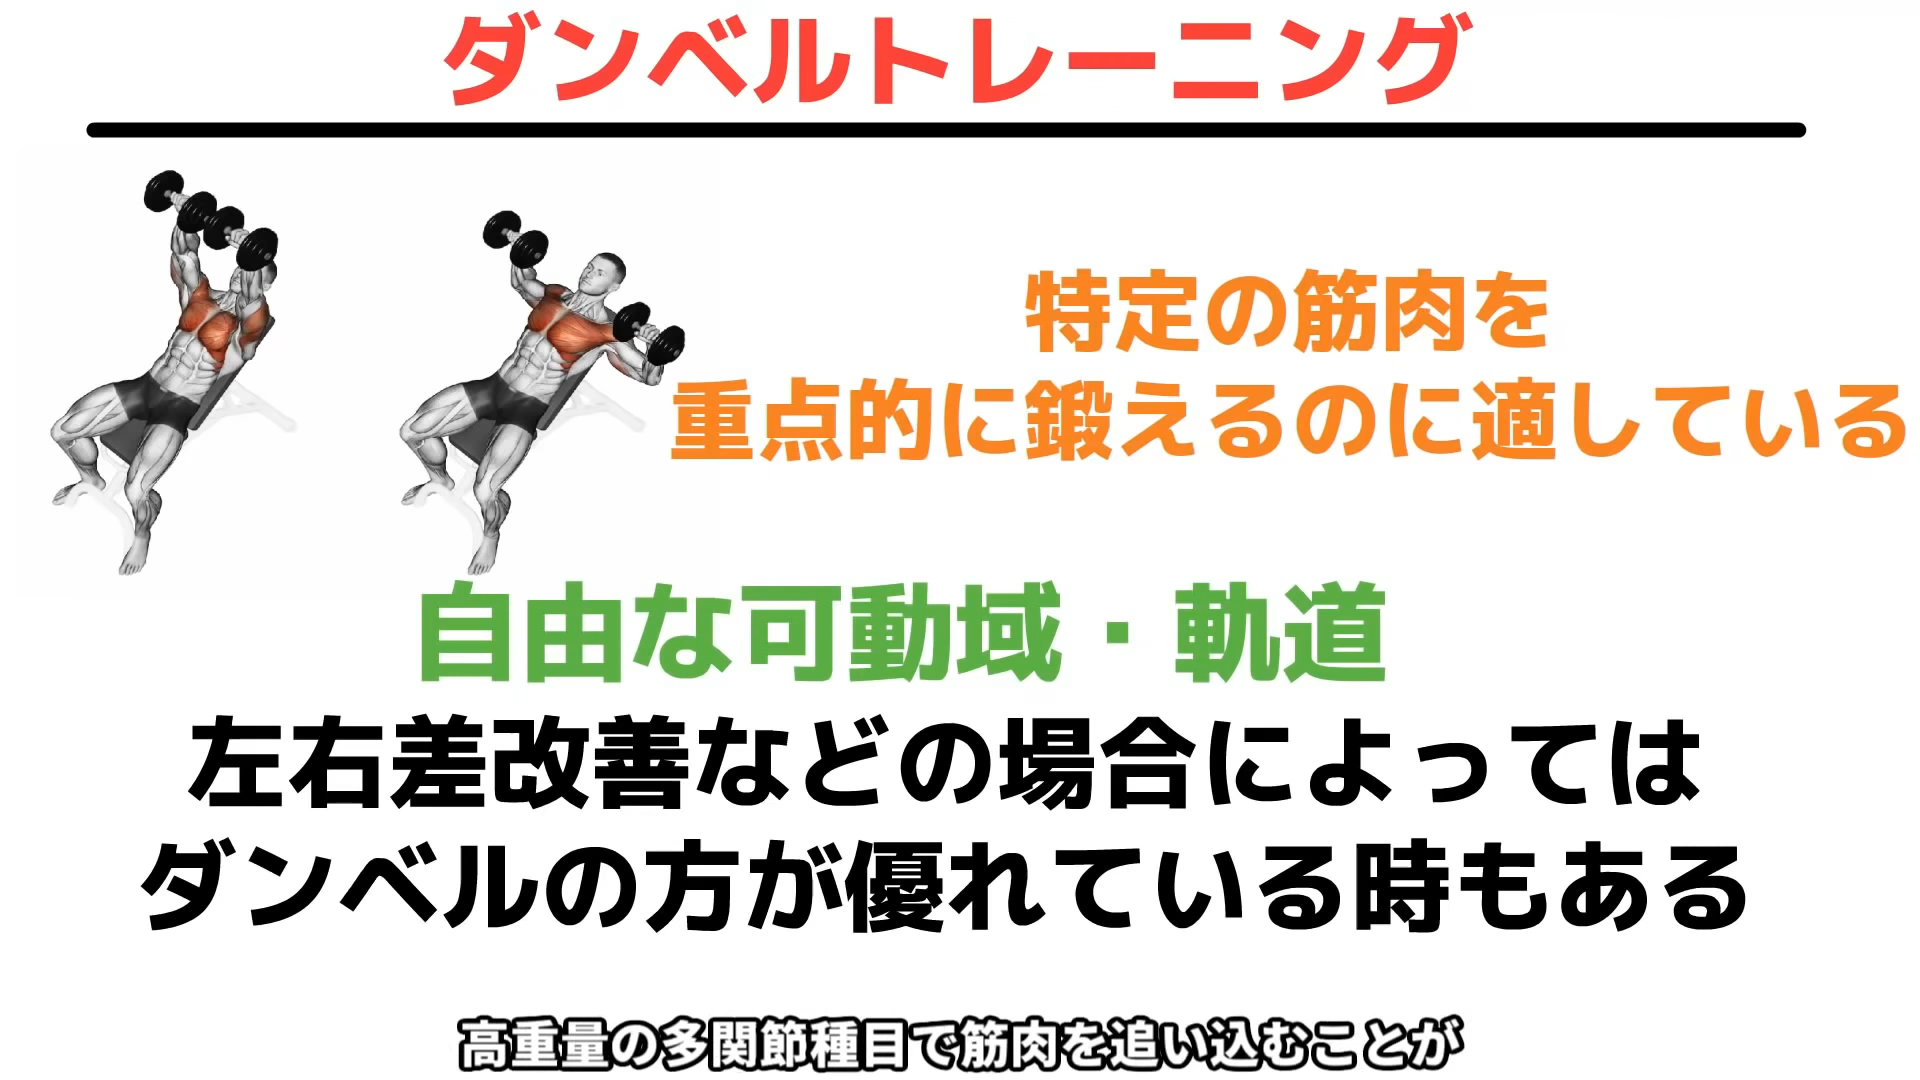 ダンベルトレーニング
特定の筋肉を
重点的に鍛えるのに適している
自由な可動域・軌道
左右差改善などの場合によっては
ダンベルの方が優れている時もある
高重量の多関節種目で筋肉を追い込むことが